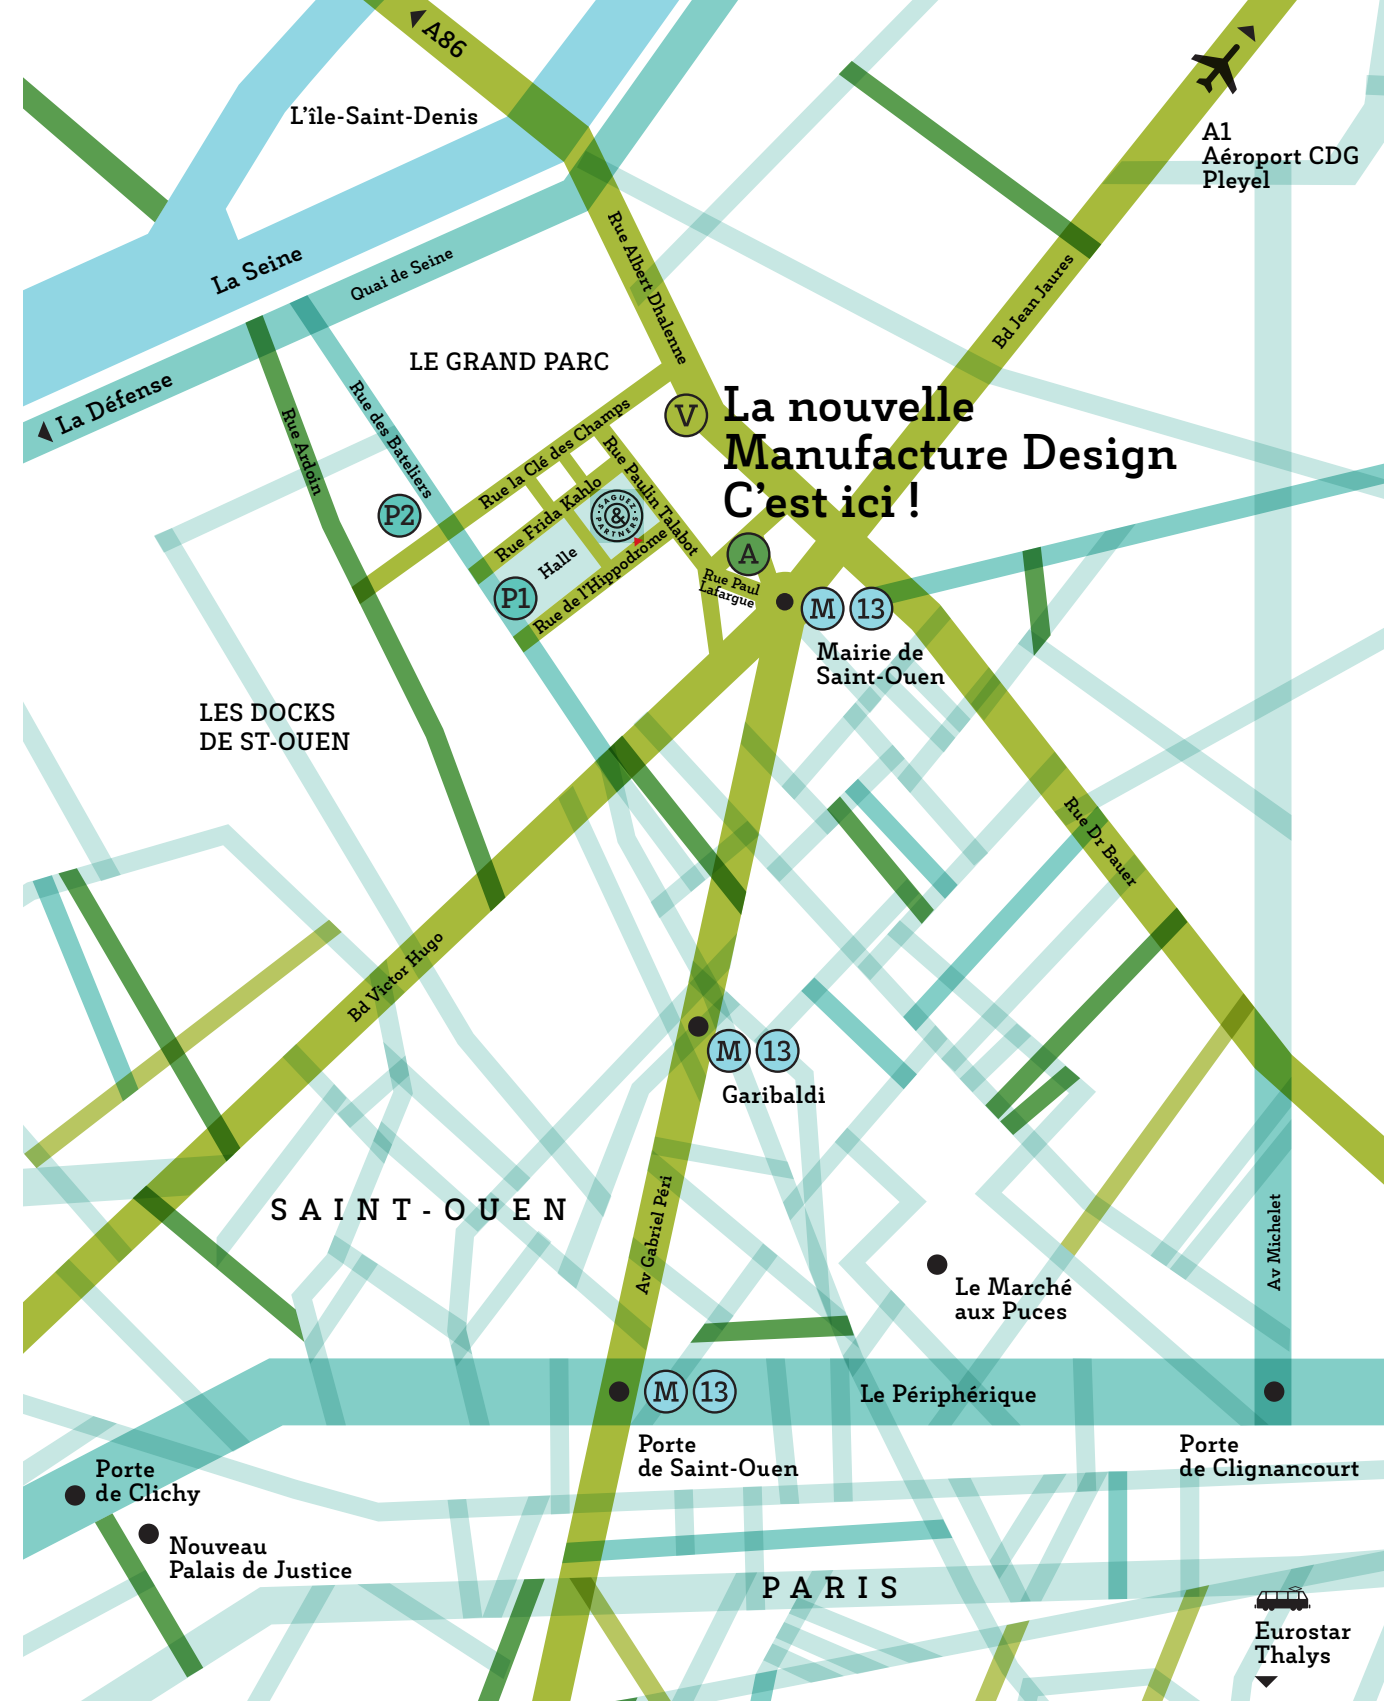 A86
L’île-Saint-Denis
A1
Aéroport CDG
Pleyel
La Seine
Quai de Seine
Rue Albert Dhalenne
Bd Jean Jaures
La Défense
LE GRAND PARC
Rue Ardoin
Rue des Bateliers
Rue la Clé des Champs
V
La nouvelle
Manufacture Design
C’est ici !
Rue Paulin Talabot
P2
Rue Frida Kahlo
SAGUEZ
&
PARTNERS
Halle
Rue de l’Hippodrome
A
P1
Rue Paul
Lafargue
M 13
Mairie de
Saint-Ouen
LES DOCKS
DE ST-OUEN
Rue Dr Bauer
Bd Victor Hugo
M 13
Garibaldi
SAINT-OUEN
Av Gabriel Péri
Av Michelet
Le Marché
aux Puces
M 13
Le Périphérique
Porte
de Saint-Ouen
Porte
de Clignancourt
Porte
de Clichy
Nouveau
Palais de Justice
PARIS
Eurostar
Thalys